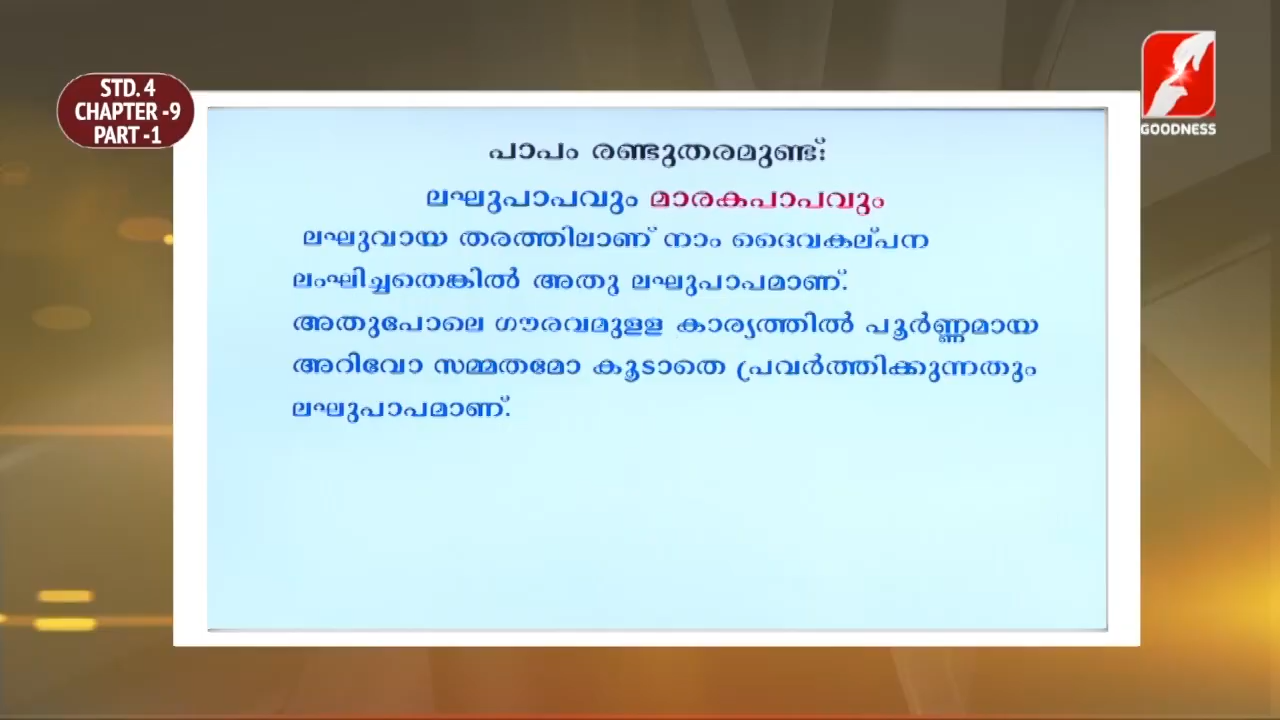 STD. 4
CHAPTER -9
PART -1
GOODNESS
പാപം രണ്ടുതരമുണ്ട്:
ലഘുപാപവും മാരകപാപവും
ലഘുവായ തരത്തിലാണ് നാം ദൈവകല്പന
ലംഘിച്ചതെങ്കിൽ അതു ലഘുപാപമാണ്.
അതുപോലെ ഗൗരവമുള്ള കാര്യത്തിൽ പൂർണ്ണമായ
അറിവോ സമ്മതമോ കൂടാതെ പ്രവർത്തിക്കുന്നതും
ലഘുപാപമാണ്.